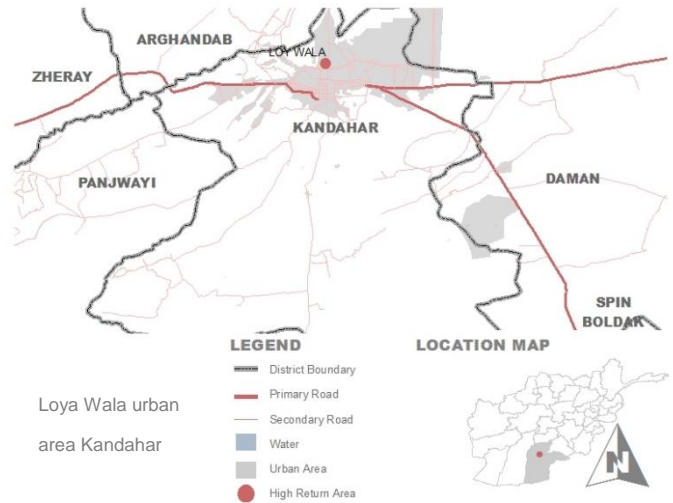 ARGHANDAB
LOY WALA
ZHERAY
KANDAHAR
PANJWAYI
DAMAN
SPIN
BOLDAK
LEGEND
District Boundary
Primary Road
Secondary Road
Water
Urban Area
High Return Area
LOCATION MAP
N
Loya Wala urban
area Kandahar